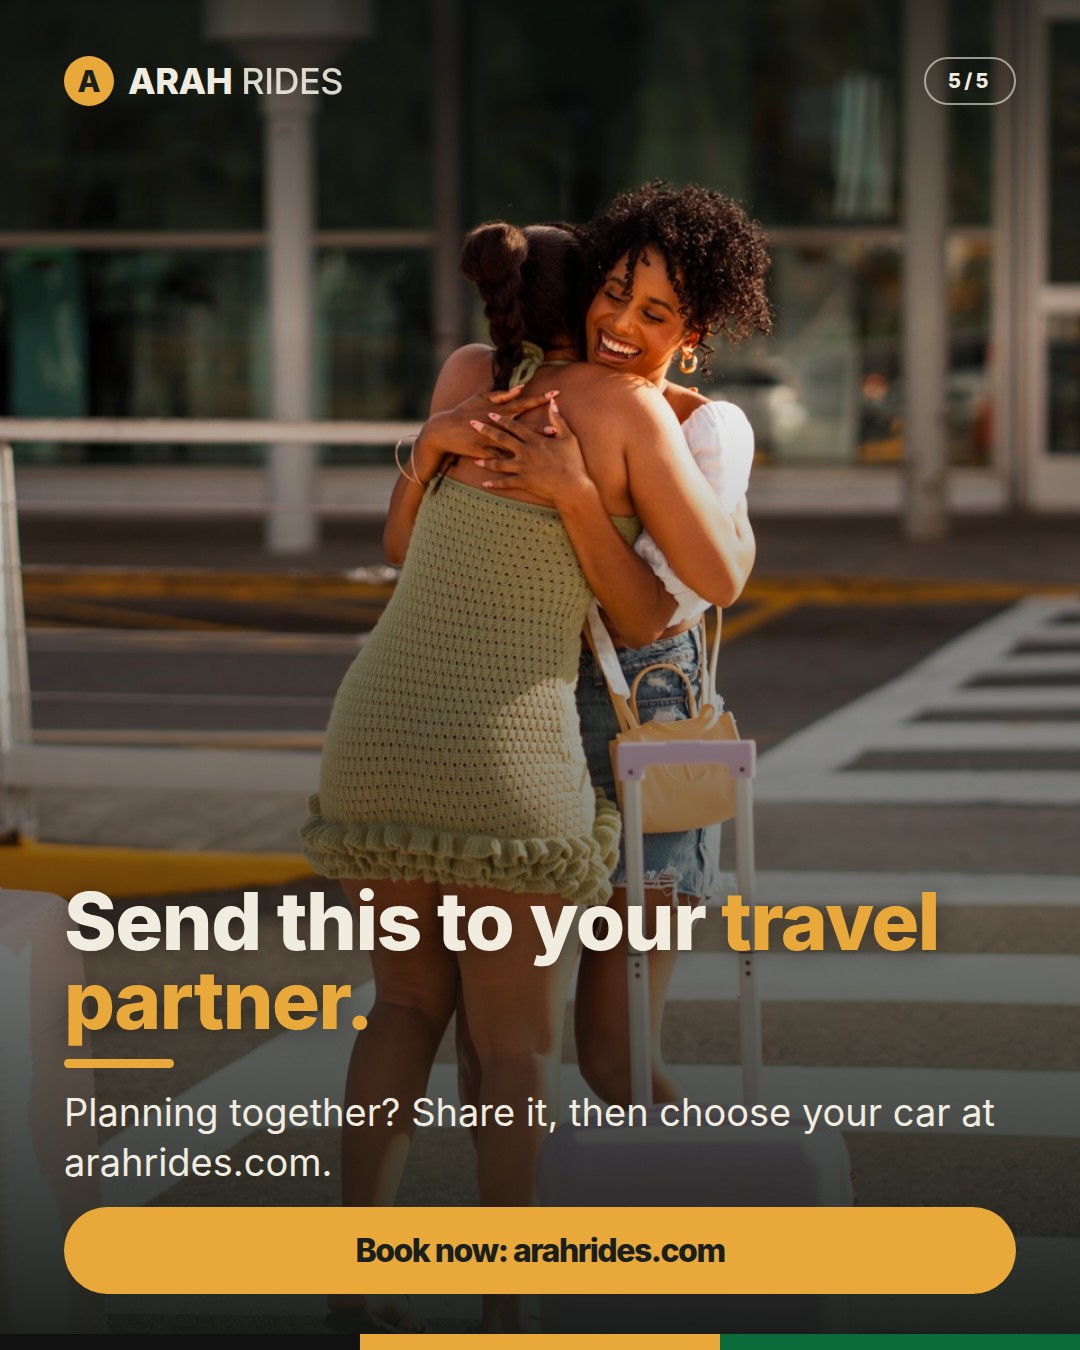 A ARAH RIDES
5/5
Send this to your travel
partner.
Planning together? Share it, then choose your car at
arahrides.com.
Book now: arahrides.com